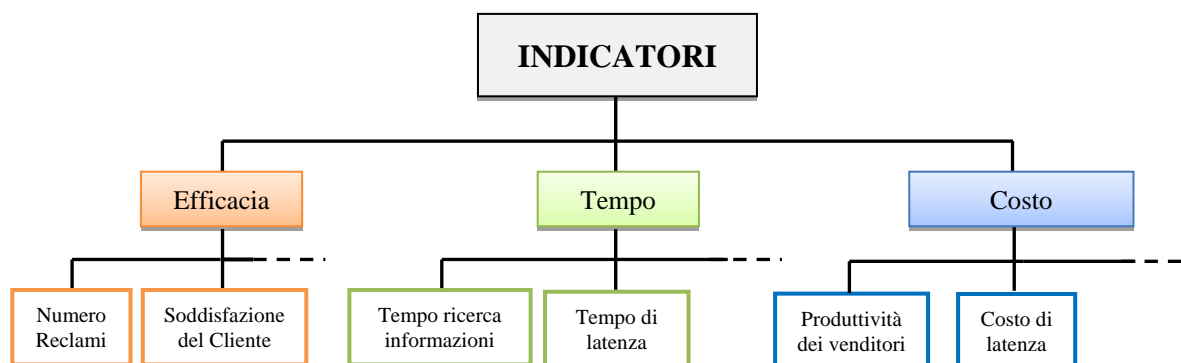 INDICATORI
Efficacia
Tempo
Costo
Numero
Reclami
Soddisfazione
del Cliente
Tempo ricerca
informazioni
Tempo di
latenza
Produttività
dei venditori
Costo di
latenza